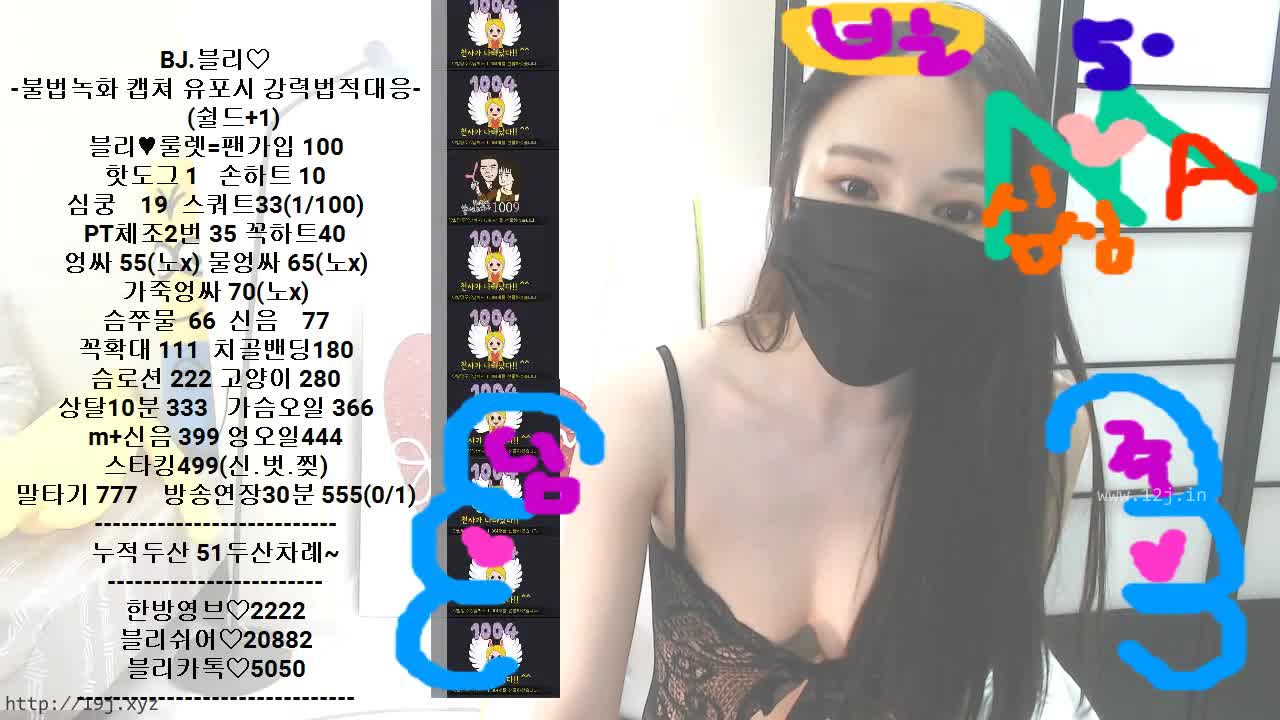 BJ.블리♡
-불법녹화 캡쳐 유포시 강력법적대응-
(쉴드+1)
블리♥룰렛=팬가입 100
핫도그 1 손하트 10
심쿵 19 스쿼트33(1/100)
PT체조2번 35 꼭하트40
엉싸 55(노x) 물엉싸 65(노x)
가죽엉싸 70(노x)
슴쭈물 66 신음 77
꼭확대 111 치골밴딩180
슴로션 222 고양이 280
상탈10분 333 가슴오일 366
m+신음 399 엉오일444
스타킹499(신.벗.찢)
말타기 777 방송연장30분 555(0/1)
---------------------------
누적두산 51두산차례~
------------------------
한방영브♡2222
블리쉬어♡20882
블리카톡♡5050
-------------------------------
http://19j.xyz
1004
천사가 나타났다!! ^^
1004
천사가 나타났다!! ^^
1009
1004
천사가 나타났다!! ^^
1004
천사가 나타났다!! ^^
1004
1004
천사가 나타났다!! ^^
1004
천사가 나타났다!! ^^
5
A
심심
www.12j.in